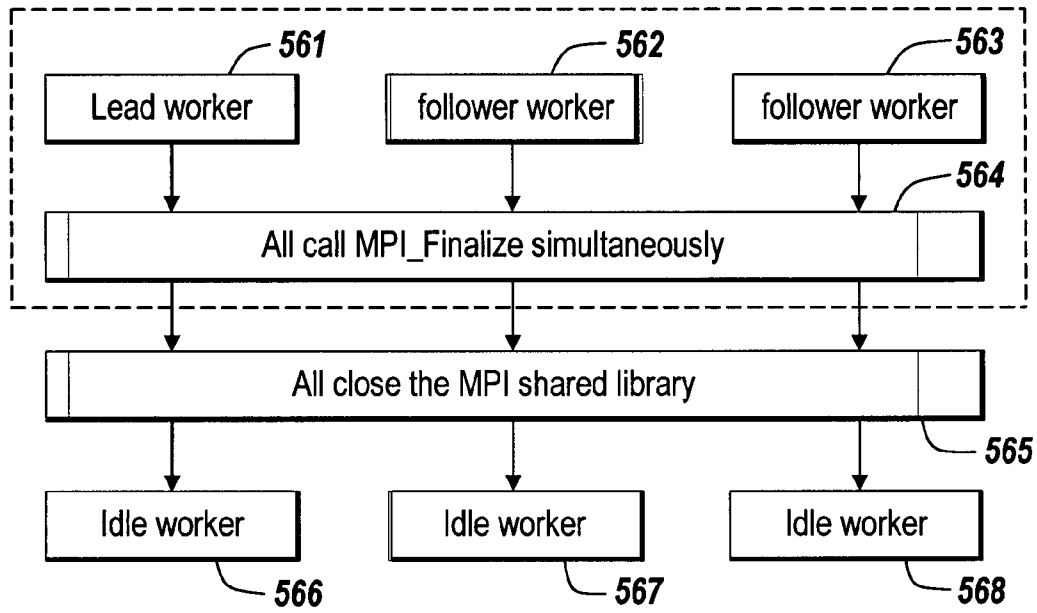 561
562
563
Lead worker
follower worker
follower worker
564
All call MPI_Finalize simultaneously
All close the MPI shared library
565
Idle worker
Idle worker
Idle worker
566
567
568